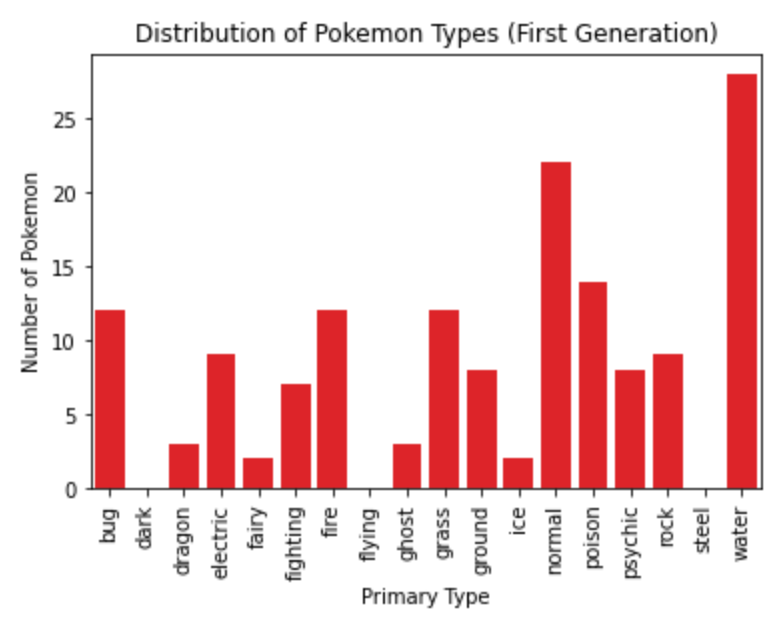 Distribution of Pokemon Types (First Generation)
Number of Pokemon
25
20
15
10
5
0
bug
dark
dragon
electric
fairy
fighting
fire
flying
ghost
grass
ground
ice
normal
poison
psychic
rock
steel
water
Primary Type